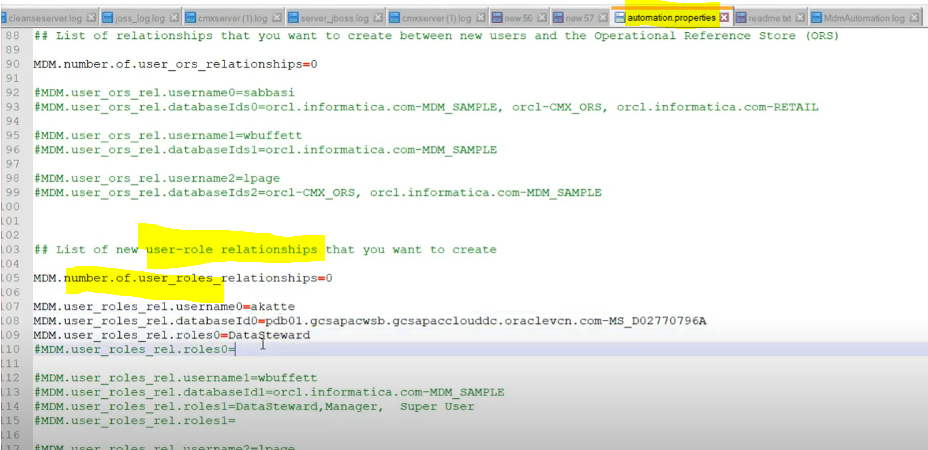 cleanseserver.log joss_log.log cmxserver (1).log server_jboss.log cmxserver (1).log new 56 new 57 automation.properties readme.txt MdmAutomation.log
88 ## List of relationships that you want to create between new users and the Operational Reference Store (ORS)
89
90 MDM.number.of.user_ors_relationships=0
91
92 #MDM.user_ors_rel.username0=sabbasi
93 #MDM.user_ors_rel.databaseIds0=orcl.informatica.com-MDM_SAMPLE, orcl-CMX_ORS, orcl.informatica.com-RETAIL
94
95 #MDM.user_ors_rel.username1=wbuffett
96 #MDM.user_ors_rel.databaseIds1=orcl.informatica.com-MDM_SAMPLE
97
98 #MDM.user_ors_rel.username2=lpage
99 #MDM.user_ors_rel.databaseIds2=orcl-CMX_ORS, orcl.informatica.com-MDM_SAMPLE
100
101
102
103 ## List of new user-role relationships that you want to create
104
105 MDM.number.of.user_roles_relationships=0
106
107 MDM.user_roles_rel.username0=akatte
108 MDM.user_roles_rel.databaseId0=pdb01.gcsapacwsb.gcsapacclouddc.oraclevcn.com-MS_D02770796A
109 MDM.user_roles_rel.roles0=DataSteward
110 #MDM.user_roles_rel.roles0=
111
112 #MDM.user_roles_rel.username1=wbuffett
113 #MDM.user_roles_rel.databaseId1=orcl.informatica.com-MDM_SAMPLE
114 #MDM.user_roles_rel.roles1=DataSteward,Manager, Super User
115 #MDM.user_roles_rel.roles1=
116
117 #MDM.user_roles_rel.username2=lpage